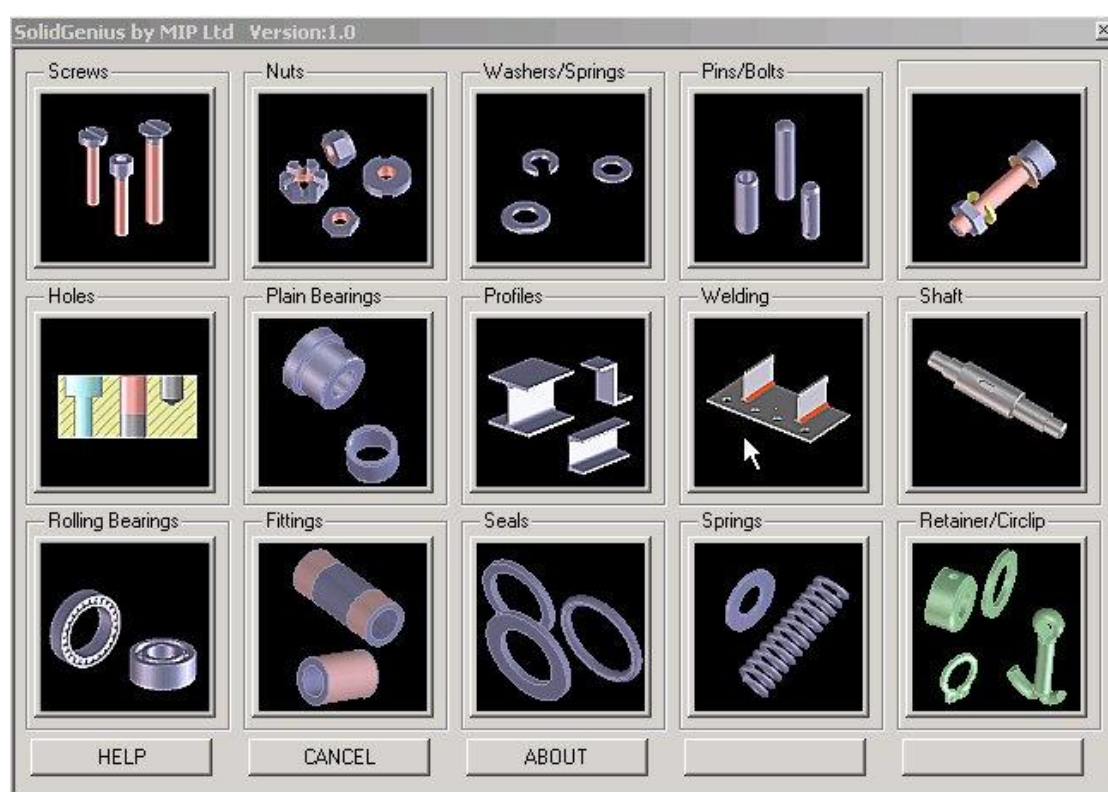 SolidGenius by MIP Ltd Version:1.0
Screws
Nuts
Washers/Springs
Pins/Bolts
Holes
Plain Bearings
Profiles
Welding
Shaft
Rolling Bearings
Fittings
Seals
Springs
Retainer/Circlip
HELP
CANCEL
ABOUT